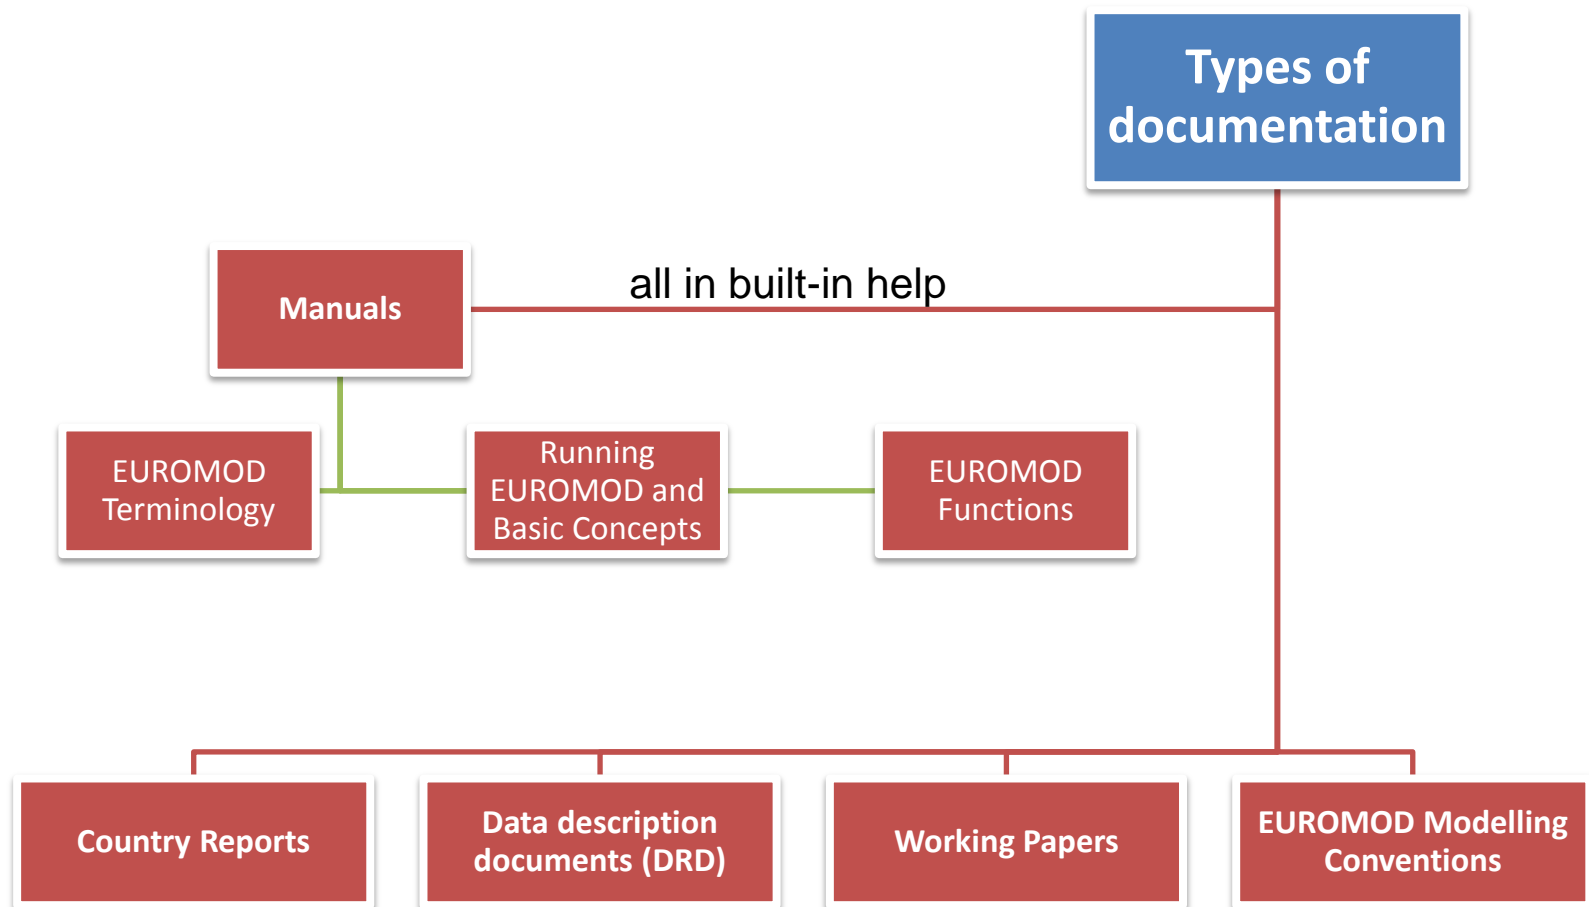 Types of
documentation
all in built-in help
Manuals
EUROMOD
Terminology
Running
EUROMOD and
Basic Concepts
EUROMOD
Functions
Country Reports
Data description
documents (DRD)
Working Papers
EUROMOD Modelling
Conventions